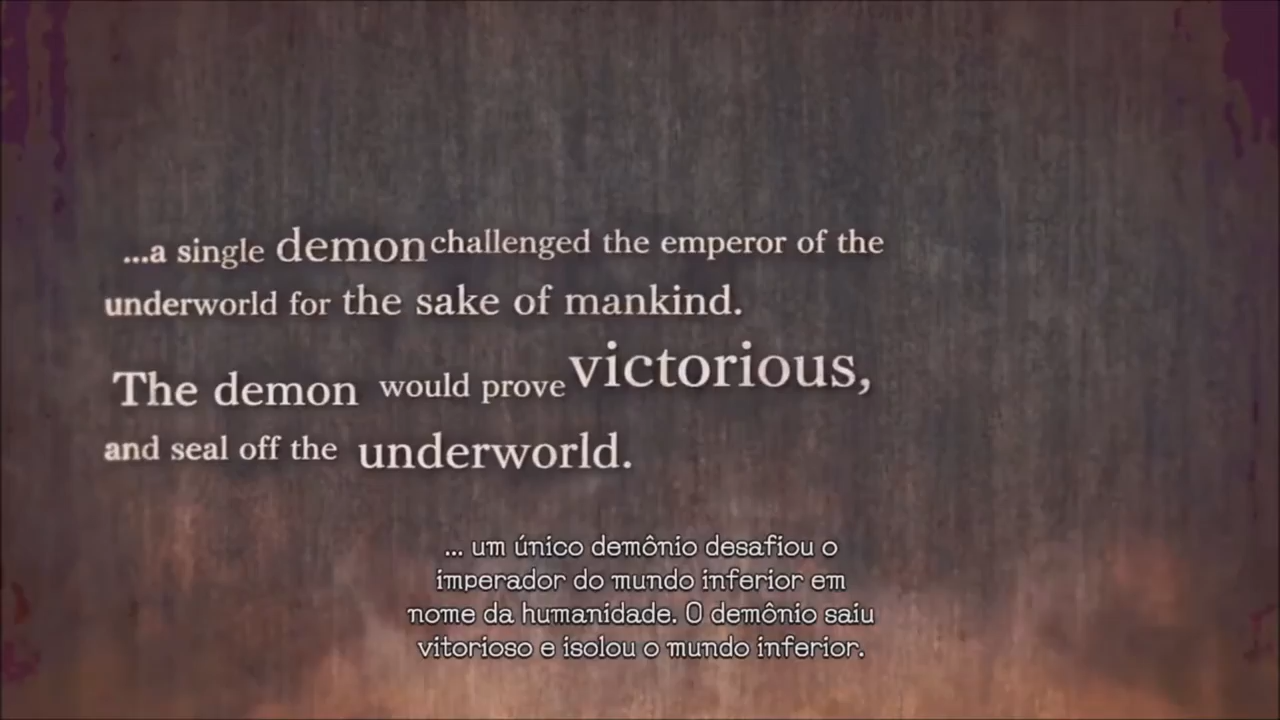 ...a single demon challenged the emperor of the
underworld for the sake of mankind.
The demon would prove victorious,
and seal off the underworld.
... um único demônio desafiou o
imperador do mundo inferior em
nome da humanidade. O demônio saiu
vitorioso e isolou o mundo inferior.